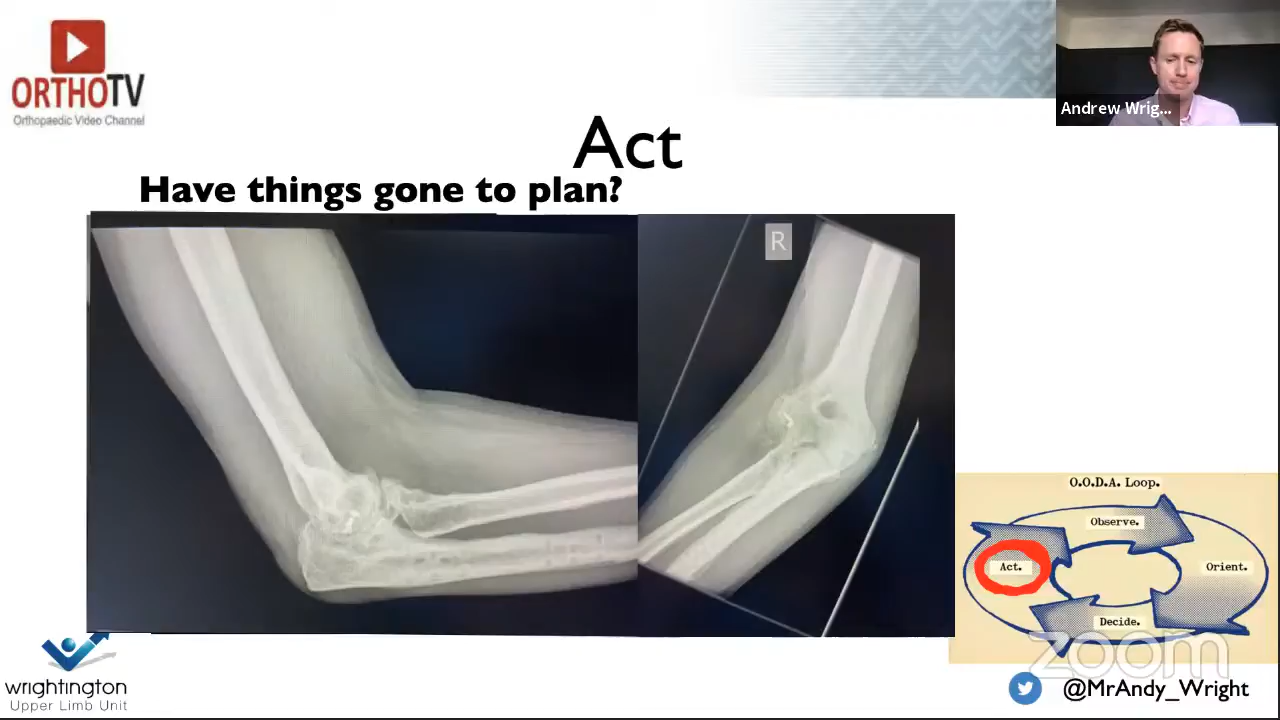 ORTHOTV
Orthopaedic Video Channel
Andrew Wrig...
Act
Have things gone to plan?
R
O.O.D.A. Loop.
Observe.
Act.
Orient.
Decide.
zoom
wrightington
Upper Limb Unit
@MrAndy_Wright